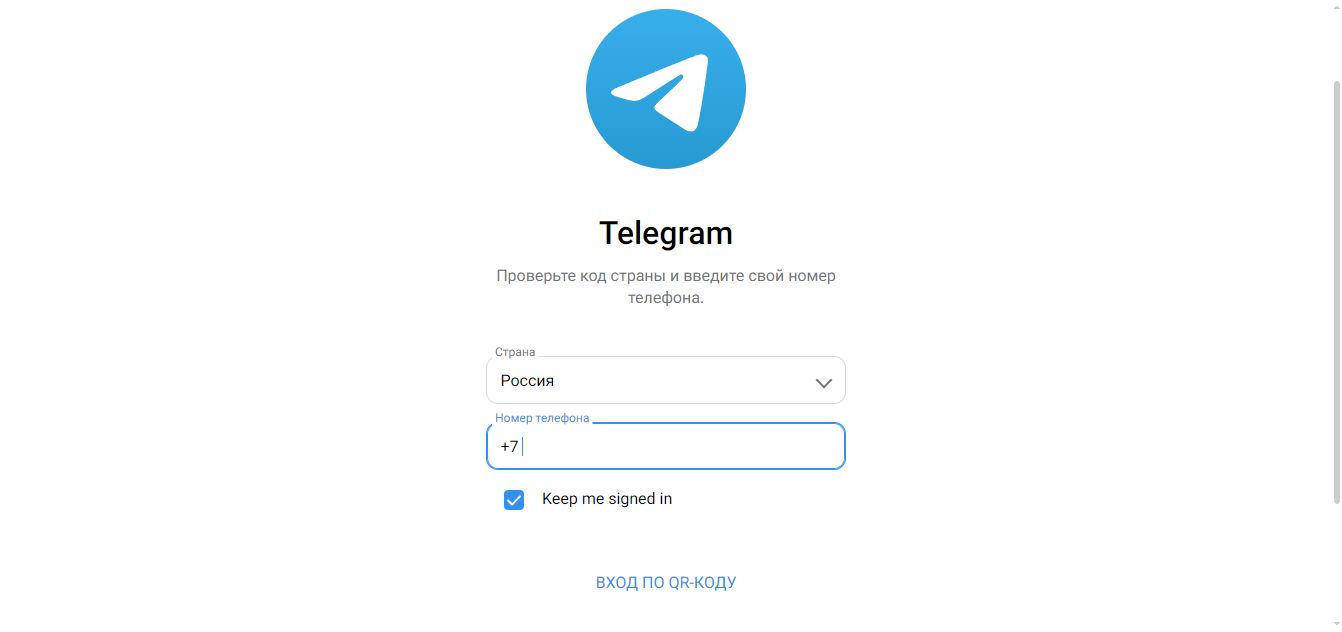 Telegram
Проверьте код страны и введите свой номер
телефона.
Страна
Россия
Номер телефона
+7
Keep me signed in
ВХОД ПО QR-КОДУ